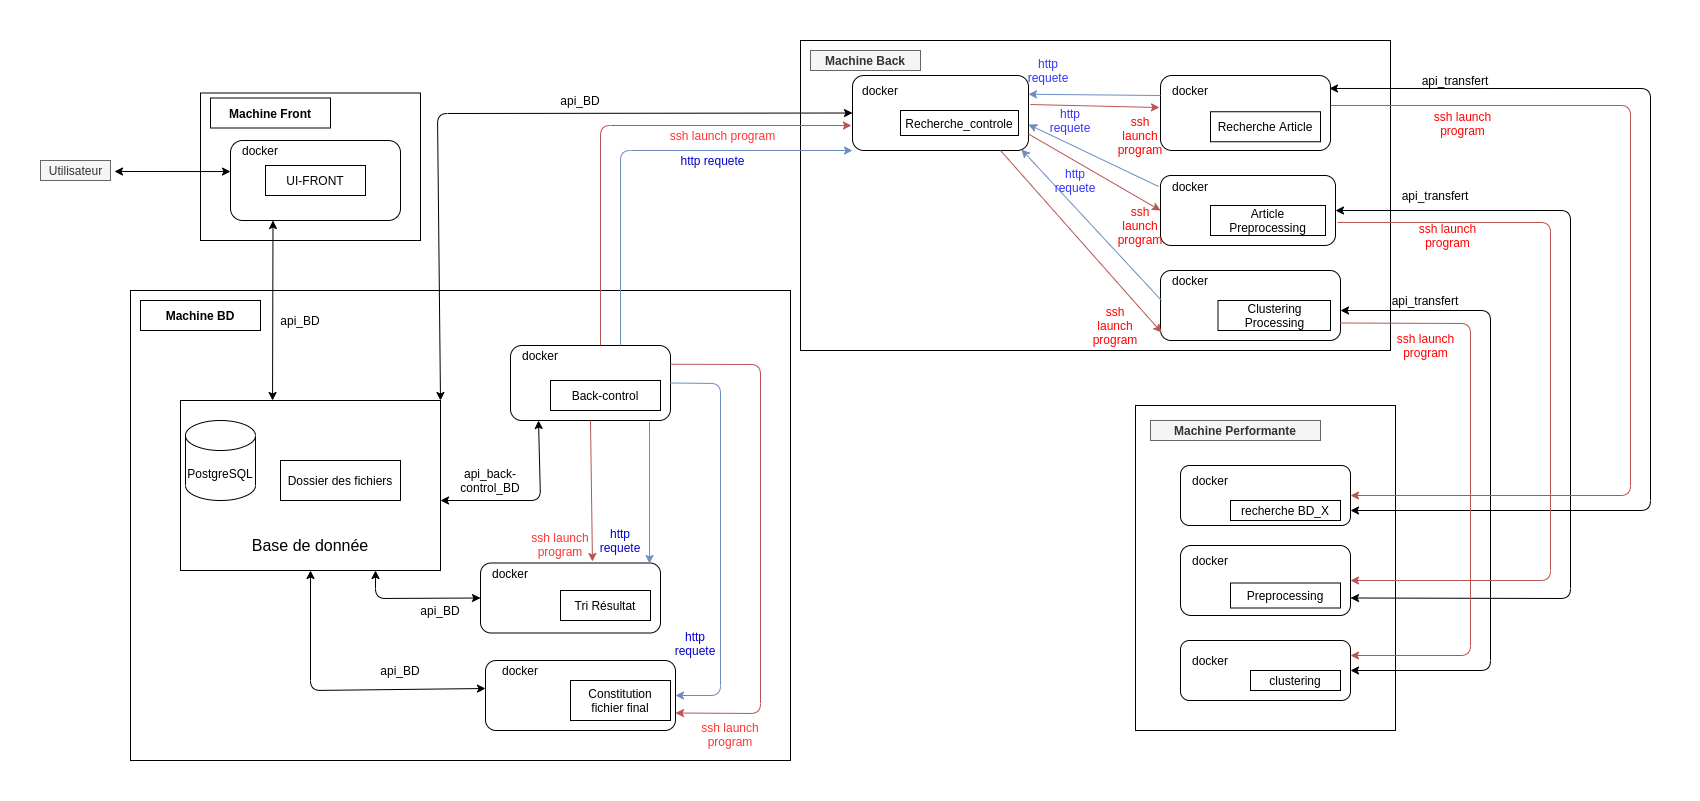 Machine Front
docker
UI-FRONT
Utilisateur
api_BD
Machine BD
PostgreSQL
Dossier des fichiers
Base de donnée
api_back-
control_BD
docker
Back-control
ssh launch
program
http
requete
docker
Tri Résultat
api_BD
http
requete
api_BD
docker
Constitution
fichier final
ssh launch
program
api_BD
ssh launch program
http requete
Machine Back
docker
Recherche_controle
http
requete
http
requete
ssh
launch
program
http
requete
ssh
launch
program
ssh
launch
program
docker
Recherche Article
docker
Article
Preprocessing
docker
Clustering
Processing
api_transfert
ssh launch
program
api_transfert
ssh launch
program
api_transfert
ssh launch
program
Machine Performante
docker
recherche BD_X
docker
Preprocessing
docker
clustering